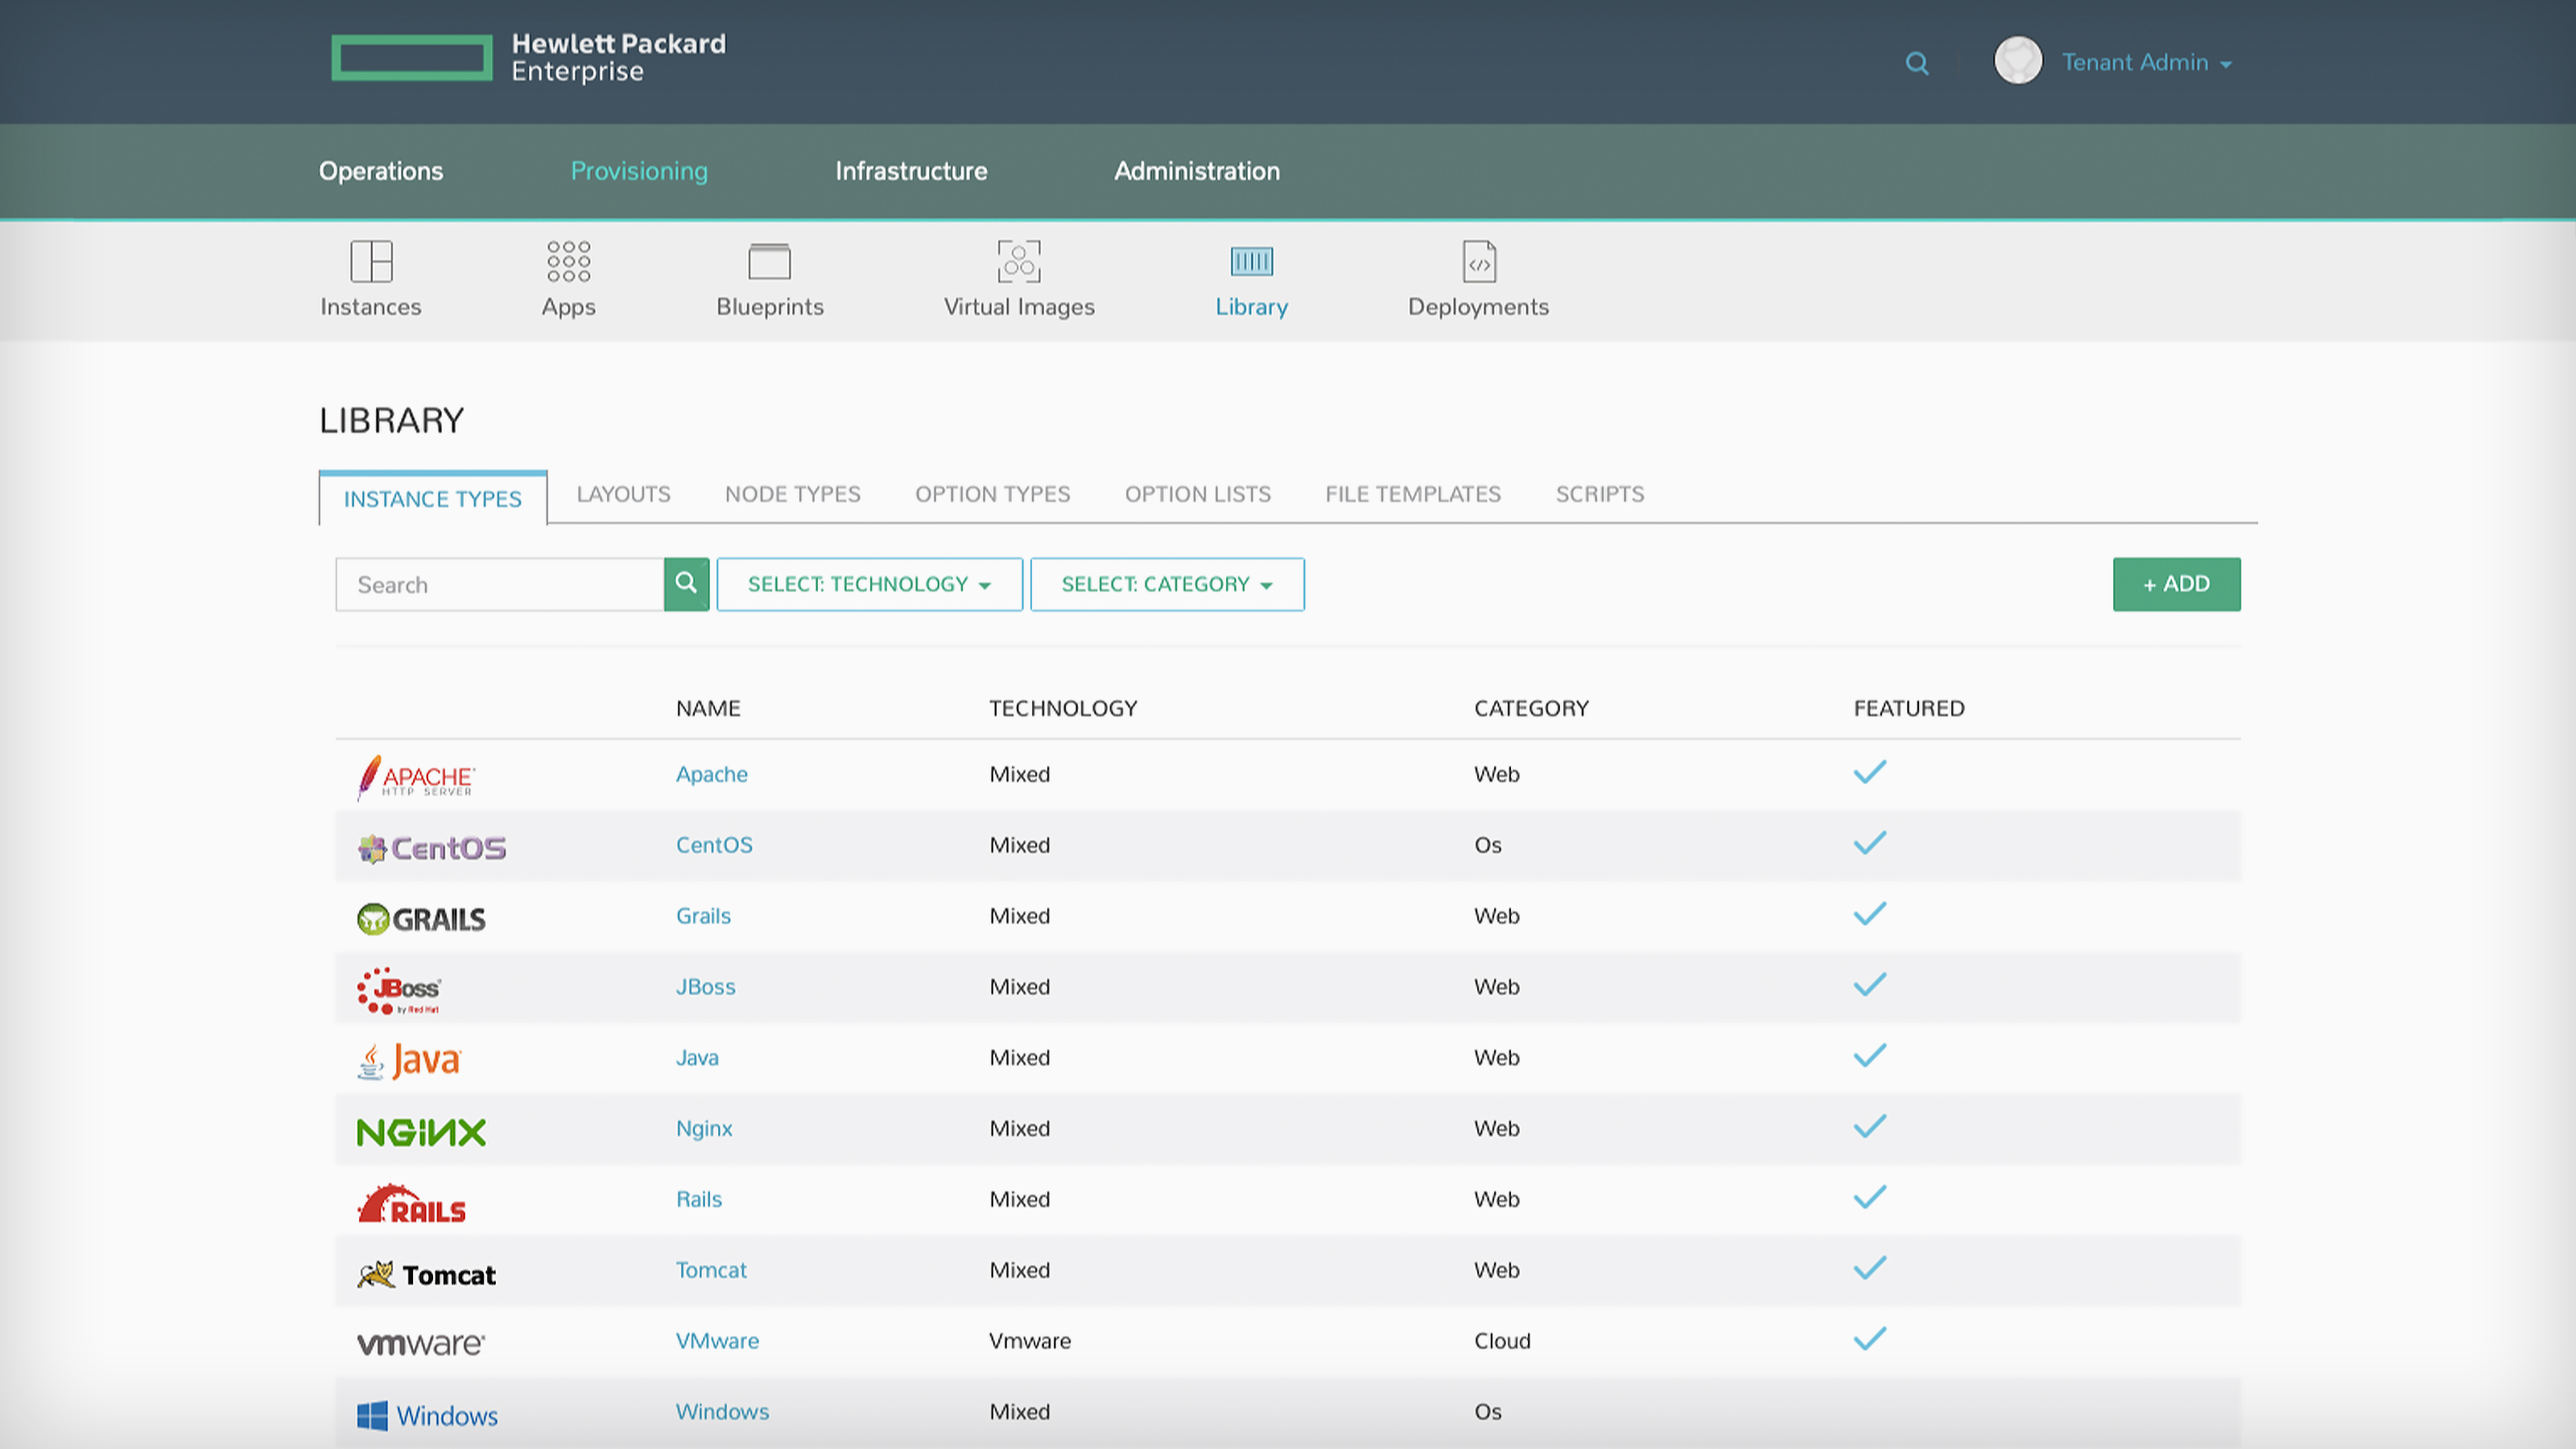 Hewlett Packard
Enterprise
Tenant Admin
Operations Provisioning Infrastructure Administration
Instances Apps Blueprints Virtual Images Library Deployments
LIBRARY
INSTANCE TYPES LAYOUTS NODE TYPES OPTION TYPES OPTION LISTS FILE TEMPLATES SCRIPTS
Search SELECT: TECHNOLOGY SELECT: CATEGORY + ADD
NAME TECHNOLOGY CATEGORY FEATURED
APACHE Apache Mixed Web
HTTP SERVER
CentOS CentOS Mixed Os
GRAILS Grails Mixed Web
JBoss JBoss Mixed Web
by Red Hat
Java Java Mixed Web
NGINX Nginx Mixed Web
RAILS Rails Mixed Web
Tomcat Tomcat Mixed Web
vmware VMware Vmware Cloud
Windows Windows Mixed Os